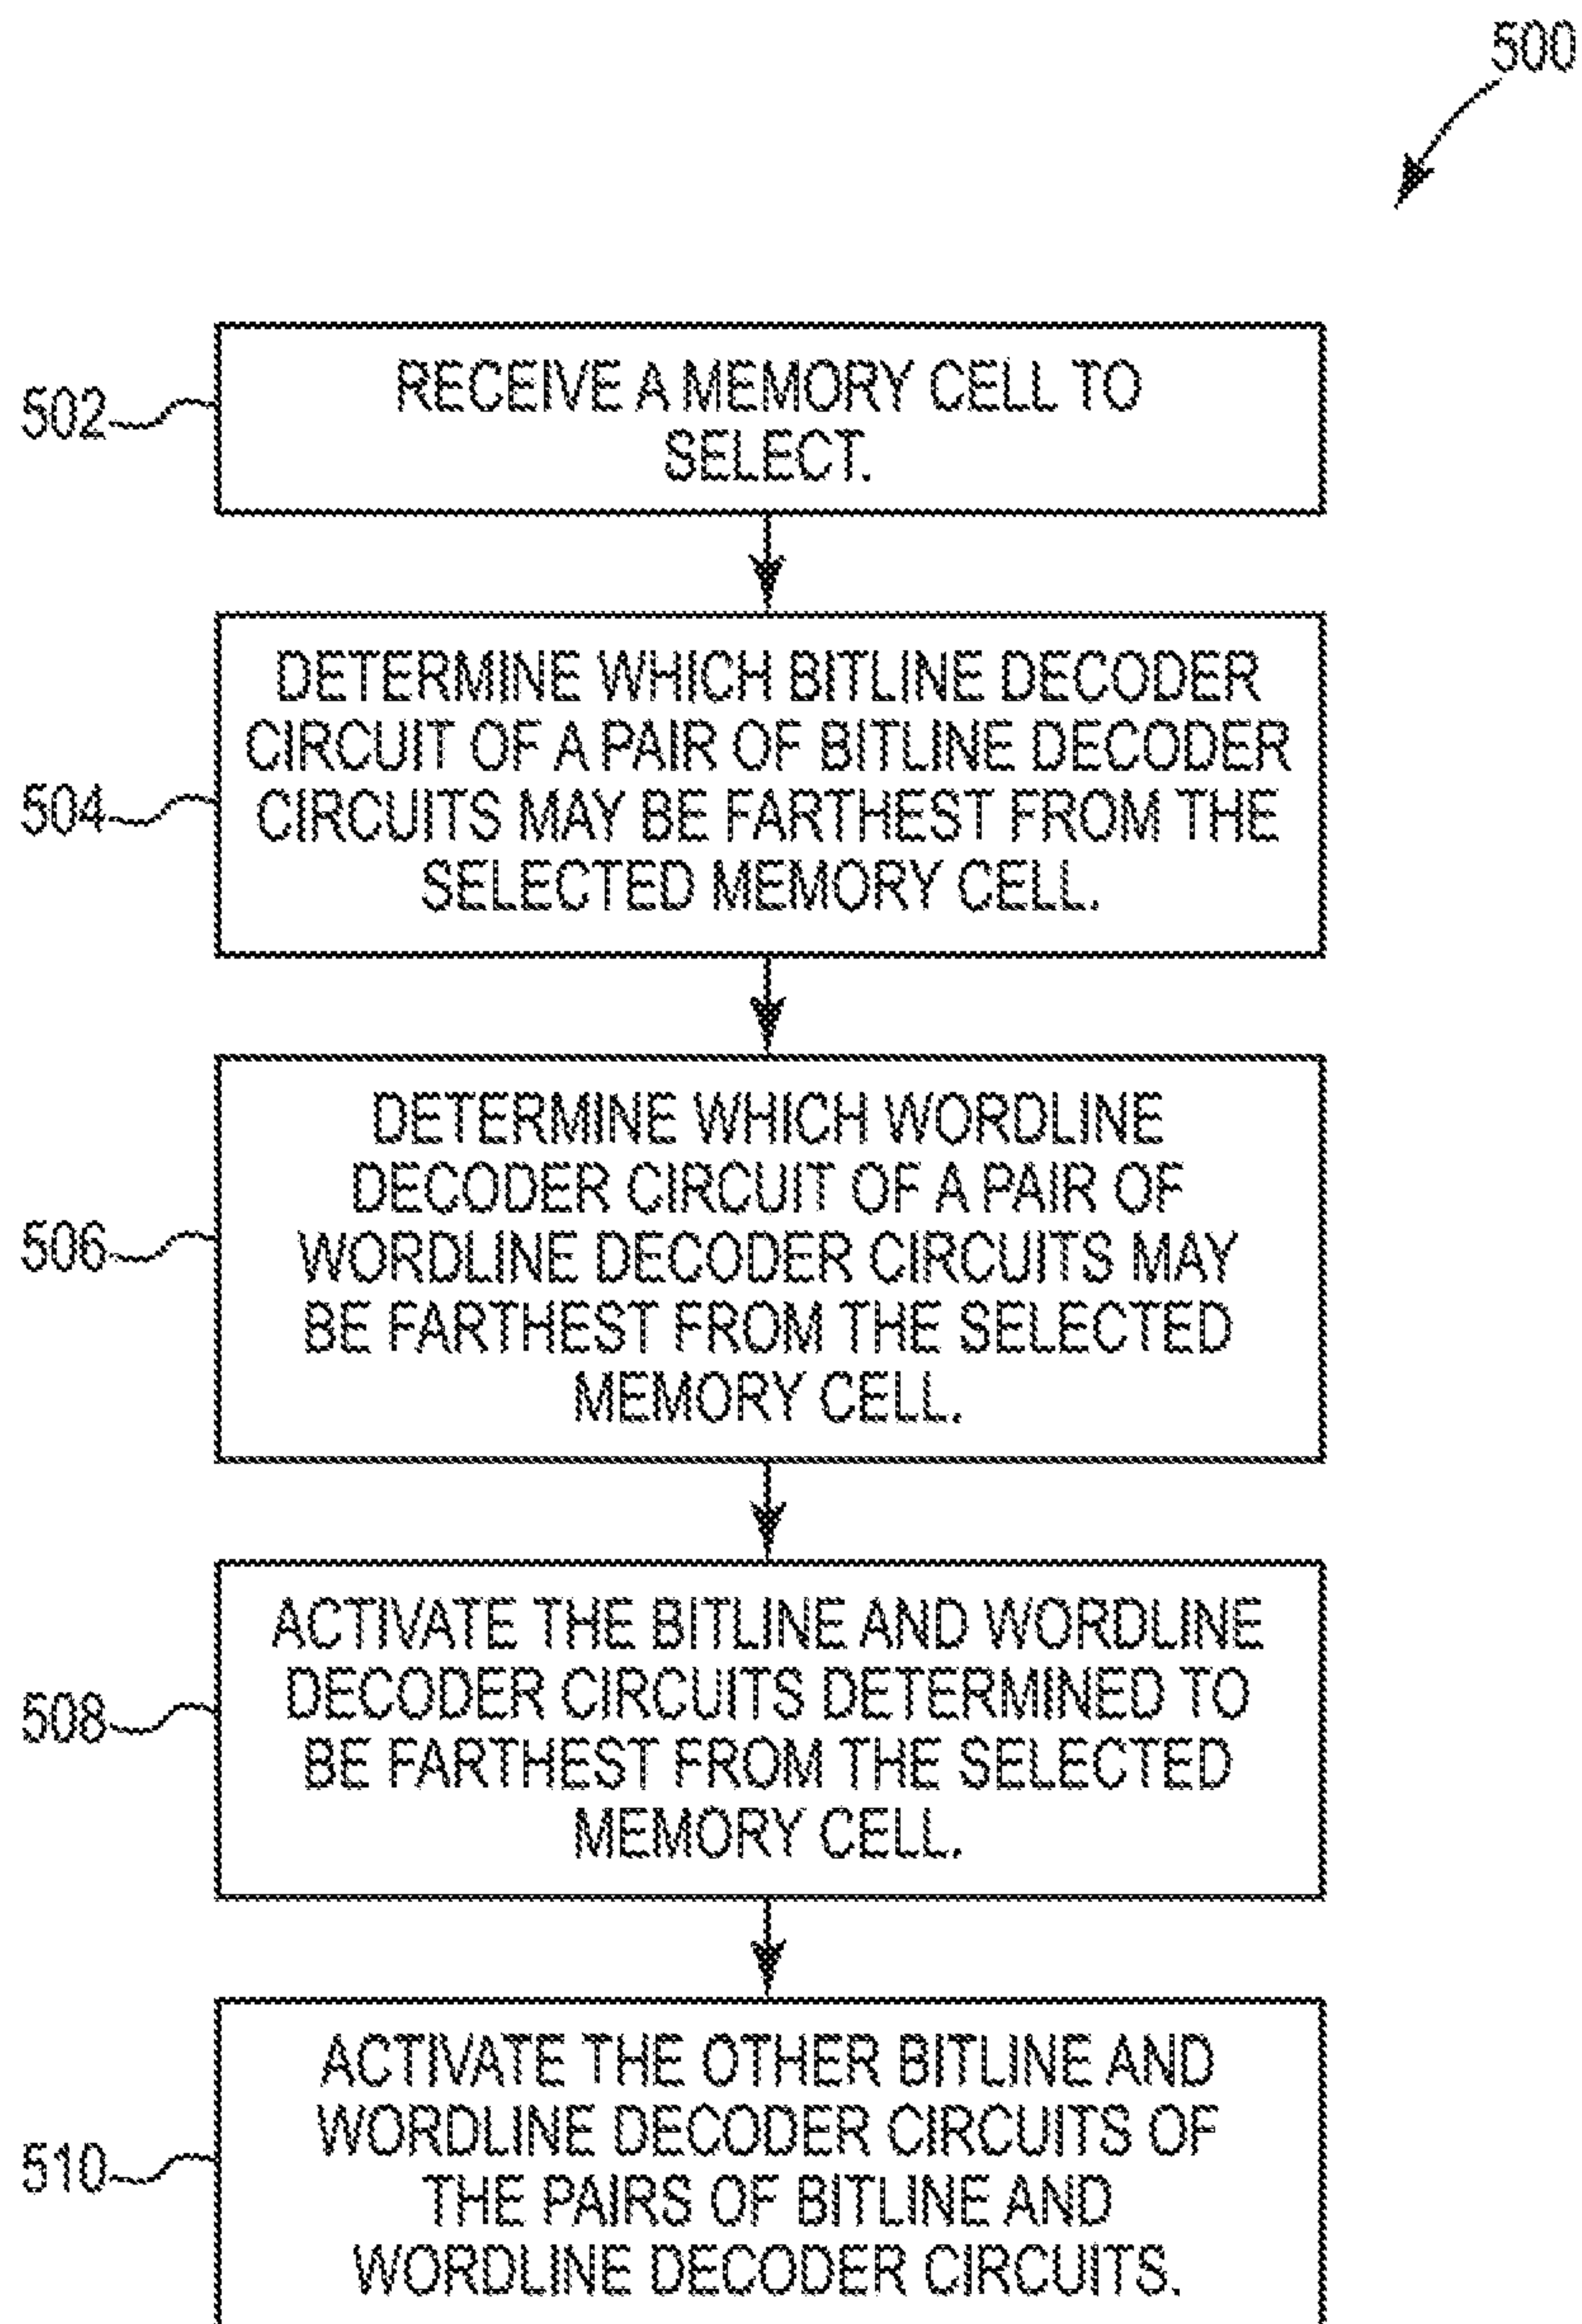 500
502
RECEIVE A MEMORY CELL TO
SELECT.
504
DETERMINE WHICH BITLINE DECODER
CIRCUIT OF A PAIR OF BITLINE DECODER
CIRCUITS MAY BE FARTHEST FROM THE
SELECTED MEMORY CELL.
506
DETERMINE WHICH WORDLINE
DECODER CIRCUIT OF A PAIR OF
WORDLINE DECODER CIRCUITS MAY
BE FARTHEST FROM THE SELECTED
MEMORY CELL.
508
ACTIVATE THE BITLINE AND WORDLINE
DECODER CIRCUITS DETERMINED TO
BE FARTHEST FROM THE SELECTED
MEMORY CELL.
510
ACTIVATE THE OTHER BITLINE AND
WORDLINE DECODER CIRCUITS OF
THE PAIRS OF BITLINE AND
WORDLINE DECODER CIRCUITS.